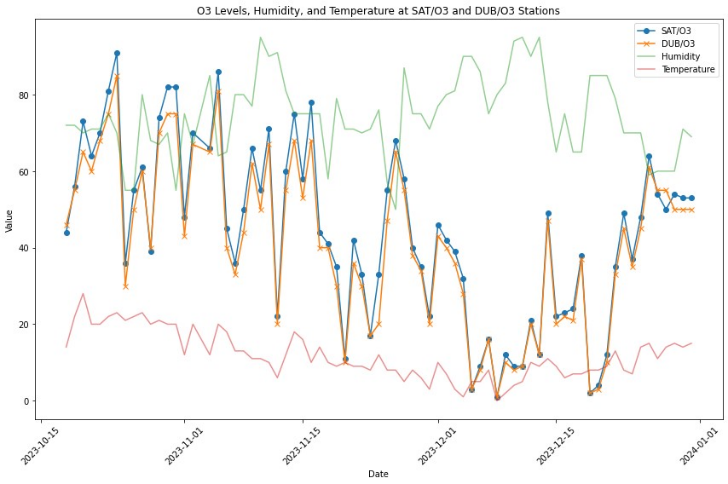 O3 Levels, Humidity, and Temperature at SAT/O3 and DUB/O3 Stations
SAT/O3
DUB/O3
Humidity
Temperature
Value
80
60
40
20
0
2023-10-15
2023-11-01
2023-11-15
2023-12-01
2023-12-15
2024-01-01
Date